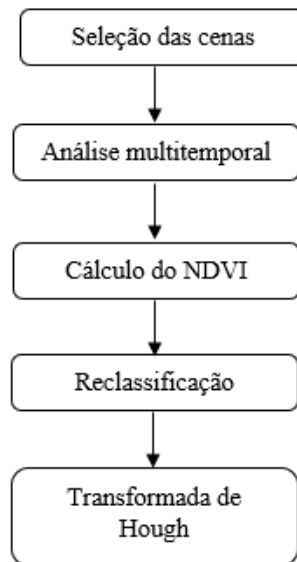 Seleção das cenas
Análise multitemporal
Cálculo do NDVI
Reclassificação
Transformada de
Hough